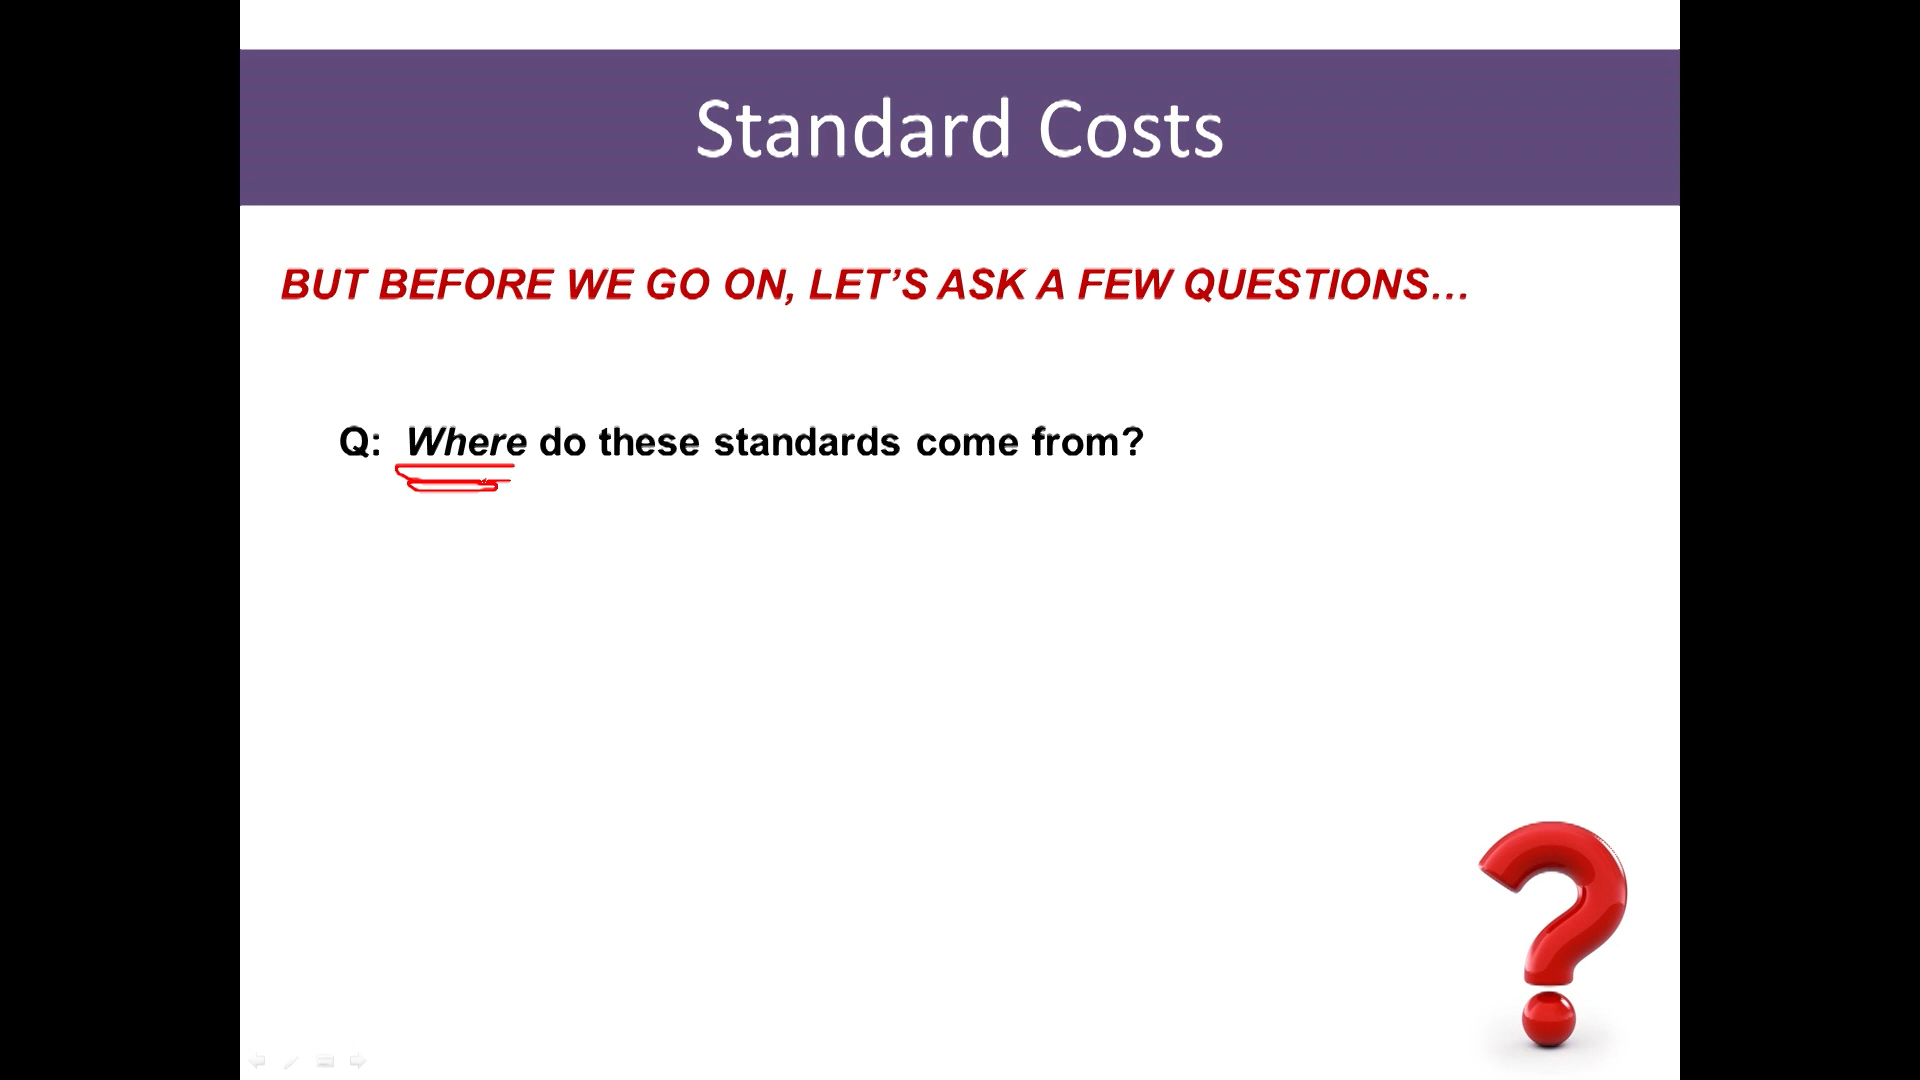 Standard Costs
BUT BEFORE WE GO ON, LET’S ASK A FEW QUESTIONS…
Q: Where do these standards come from?